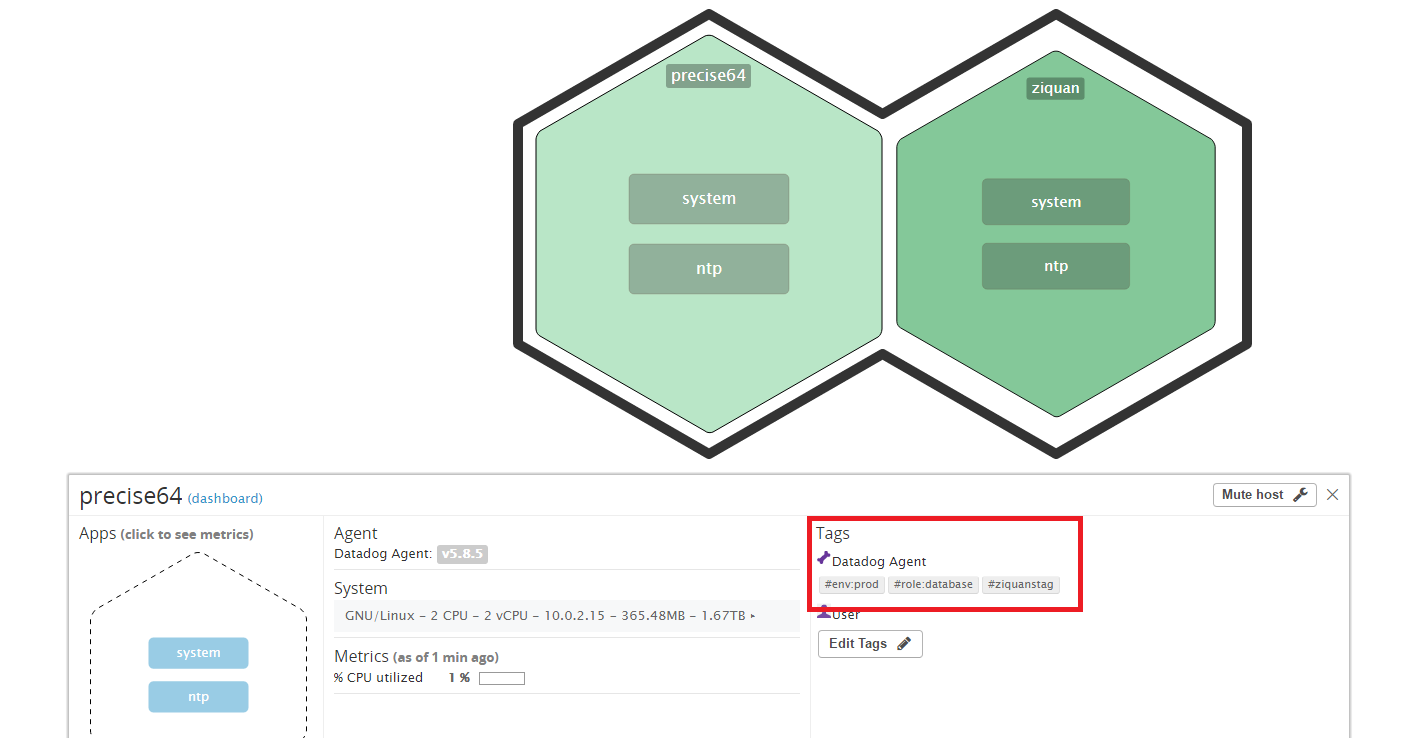 precise64
system
ntp
ziquan
system
ntp
precise64 (dashboard)
Mute host
Apps (click to see metrics)
system
ntp
Agent
Datadog Agent: v5.8.5
System
GNU/Linux – 2 CPU – 2 vCPU – 10.0.2.15 – 365.48MB – 1.67TB ▸
Metrics (as of 1 min ago)
% CPU utilized 1 %
Tags
Datadog Agent
#env:prod #role:database #ziquanstag
User
Edit Tags